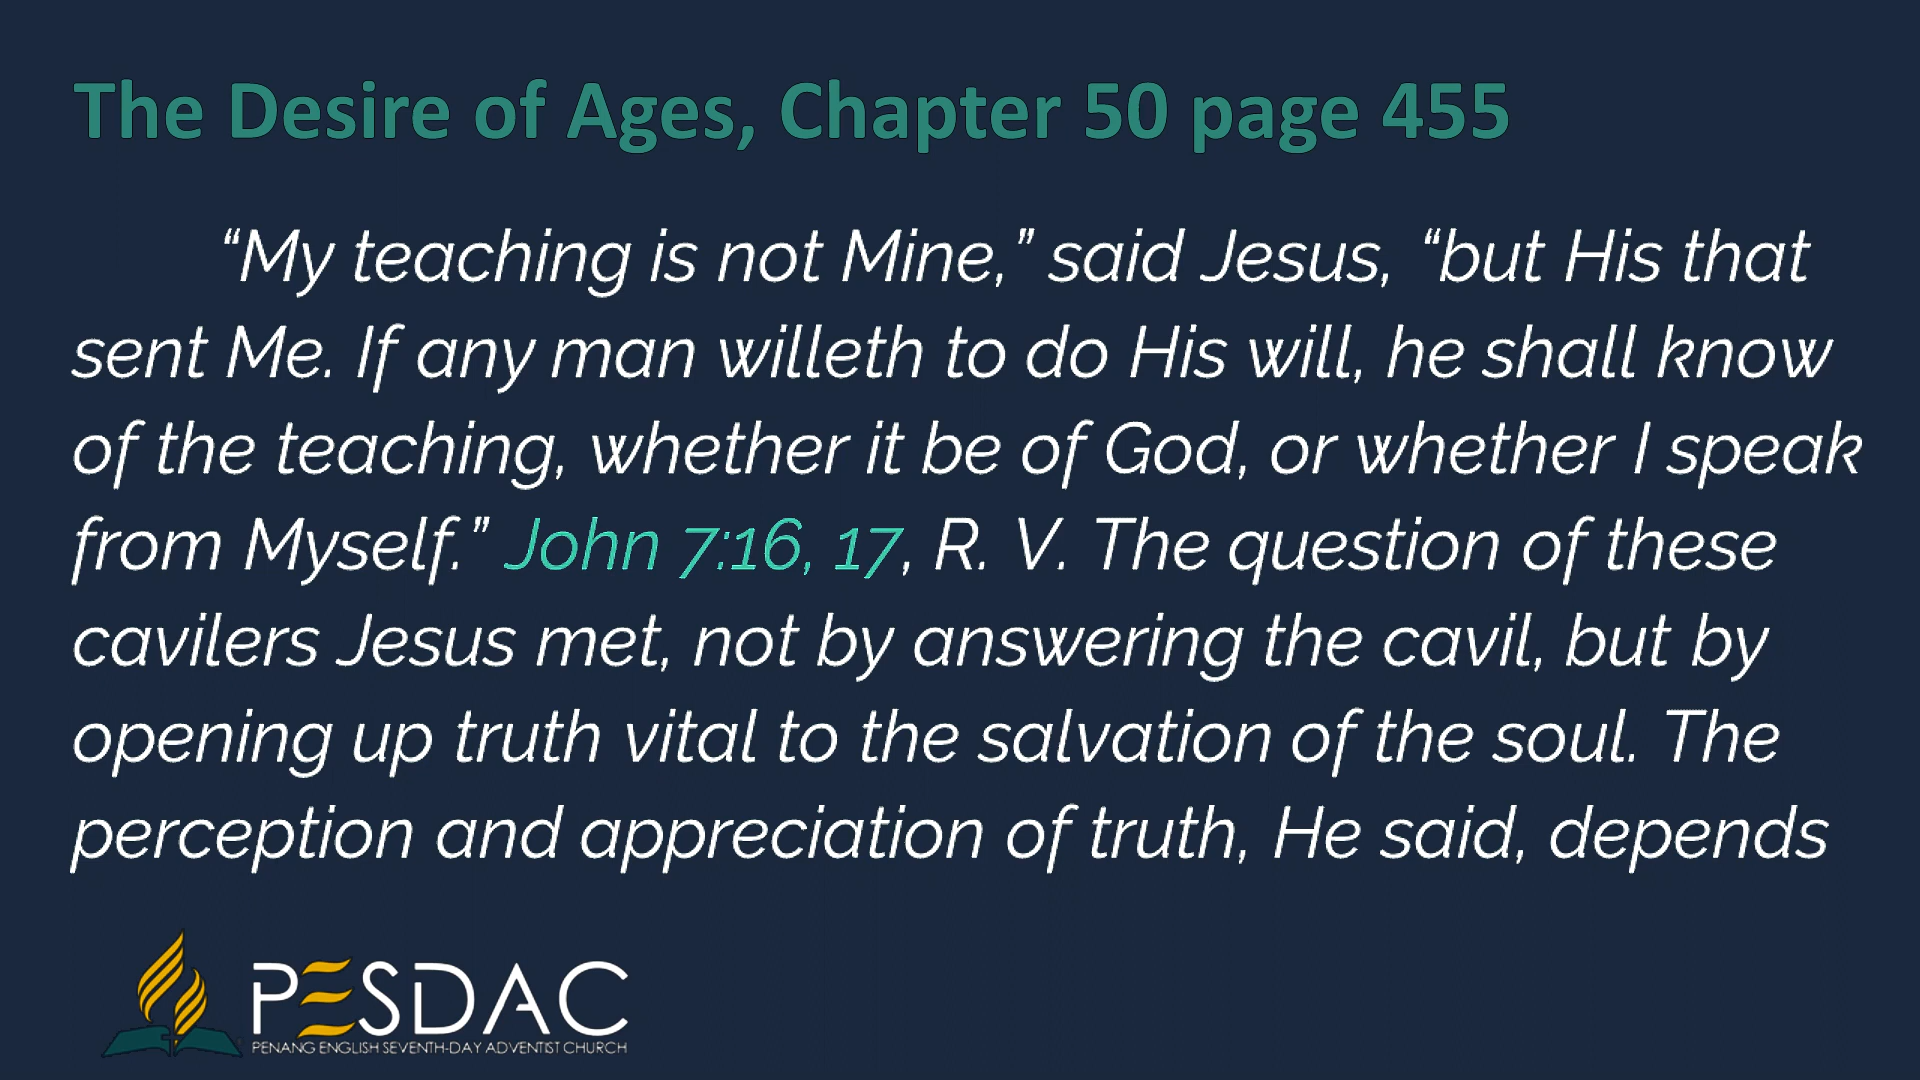 The Desire of Ages, Chapter 50 page 455
“My teaching is not Mine,” said Jesus, “but His that
sent Me. If any man willeth to do His will, he shall know
of the teaching, whether it be of God, or whether I speak
from Myself.” John 7:16, 17, R. V. The question of these
cavilers Jesus met, not by answering the cavil, but by
opening up truth vital to the salvation of the soul. The
perception and appreciation of truth, He said, depends
PESDAC
PENANG ENGLISH SEVENTH-DAY ADVENTIST CHURCH